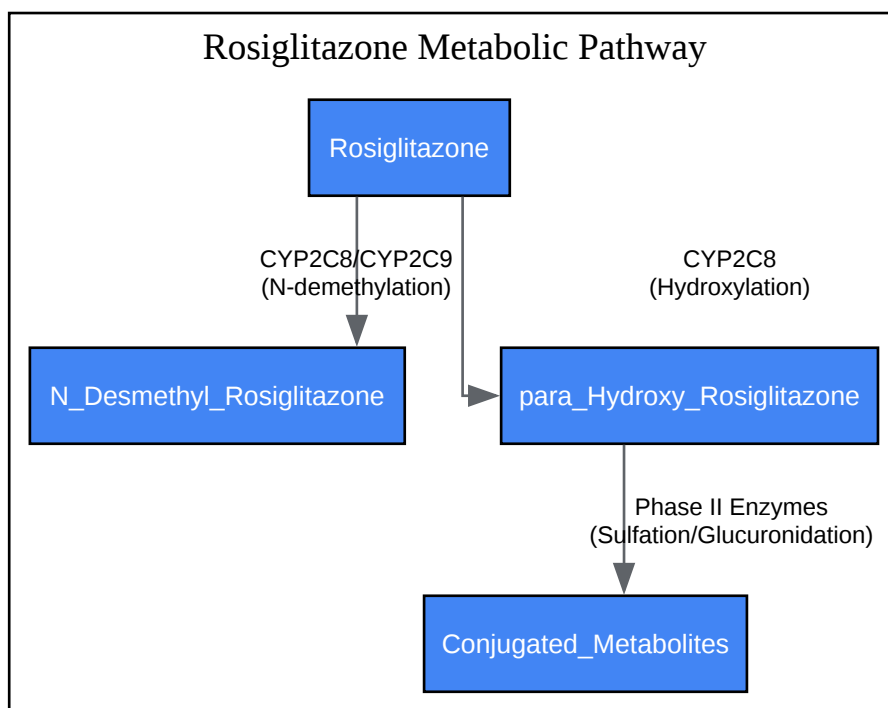 Rosiglitazone Metabolic Pathway
Rosiglitazone
CYP2C8/CYP2C9
(N-demethylation)
CYP2C8
(Hydroxylation)
N_Desmethyl_Rosiglitazone
para_Hydroxy_Rosiglitazone
Phase II Enzymes
(Sulfation/Glucuronidation)
Conjugated_Metabolites